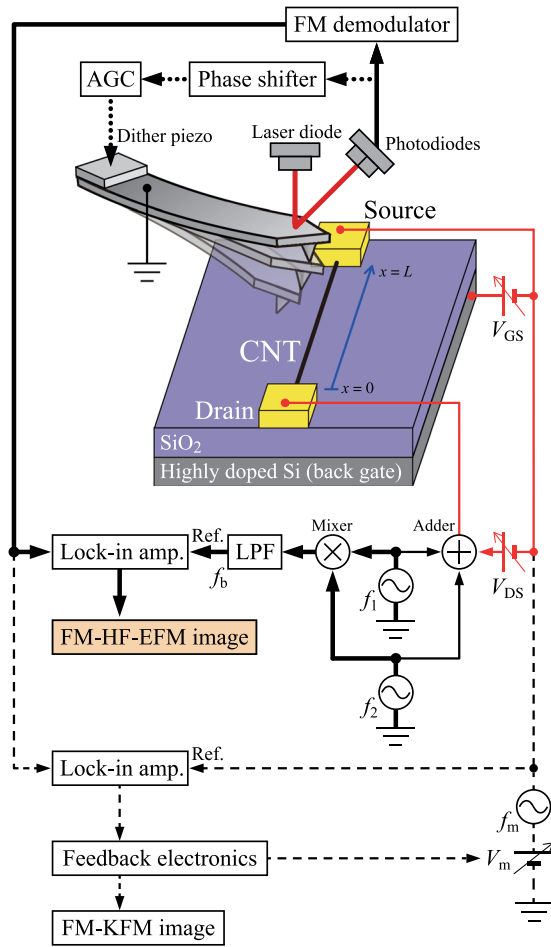 FM demodulator
AGC
Phase shifter
Dither piezo
Laser diode
Photodiodes
Source
x = L
V_GS
CNT
x = 0
Drain
SiO₂
Highly doped Si (back gate)
Mixer
Adder
Lock-in amp.
Ref.
LPF
f_b
f_1
V_DS
FM-HF-EFM image
f_2
Ref.
Lock-in amp.
f_m
Feedback electronics
V_m
FM-KFM image